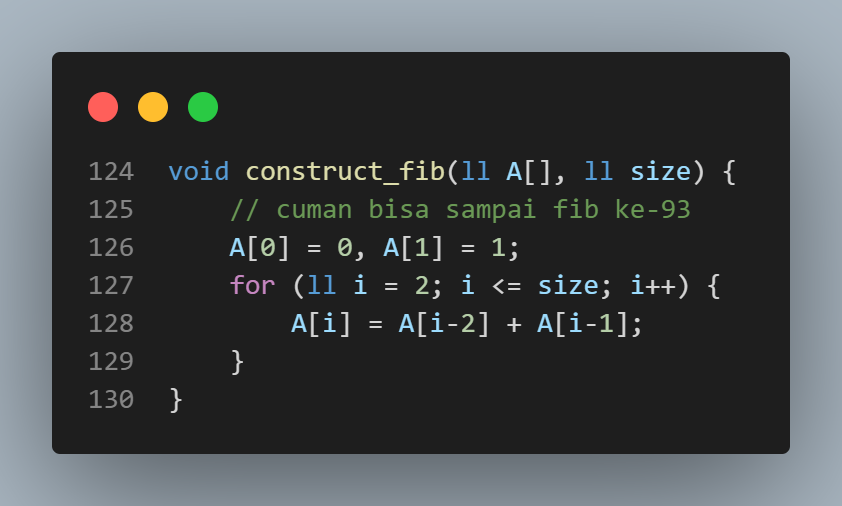 124 void construct_fib(ll A[], ll size) {
125     // cuman bisa sampai fib ke-93
126     A[0] = 0, A[1] = 1;
127     for (ll i = 2; i <= size; i++) {
128         A[i] = A[i-2] + A[i-1];
129     }
130 }